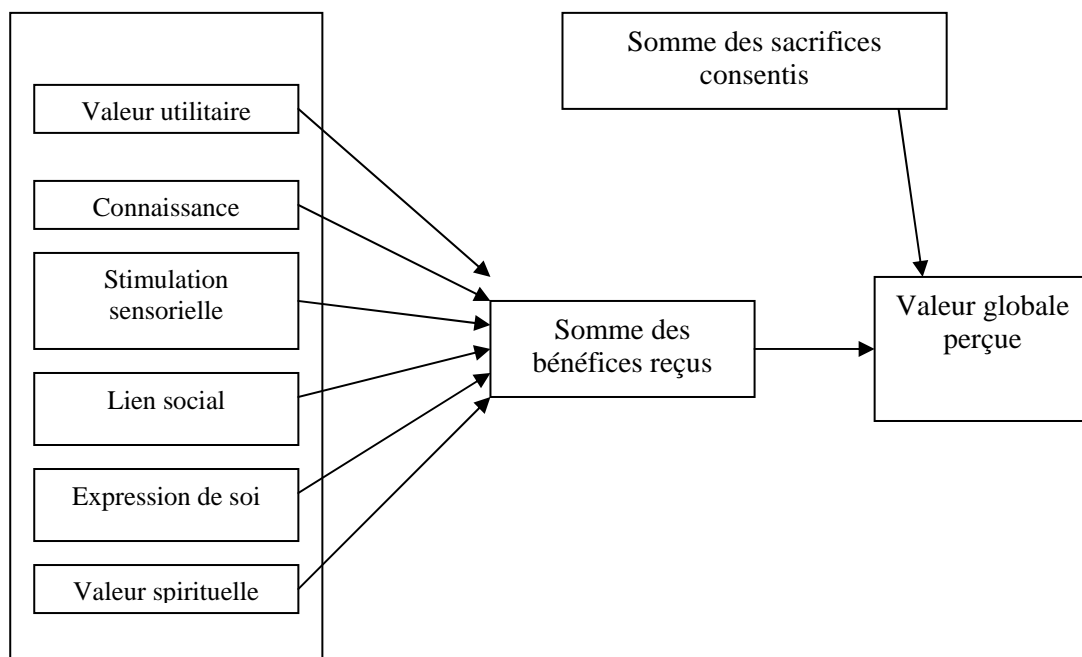 Valeur utilitaire
Connaissance
Stimulation
sensorielle
Lien social
Expression de soi
Valeur spirituelle
Somme des
bénéfices reçus
Somme des sacrifices
consentis
Valeur globale
perçue